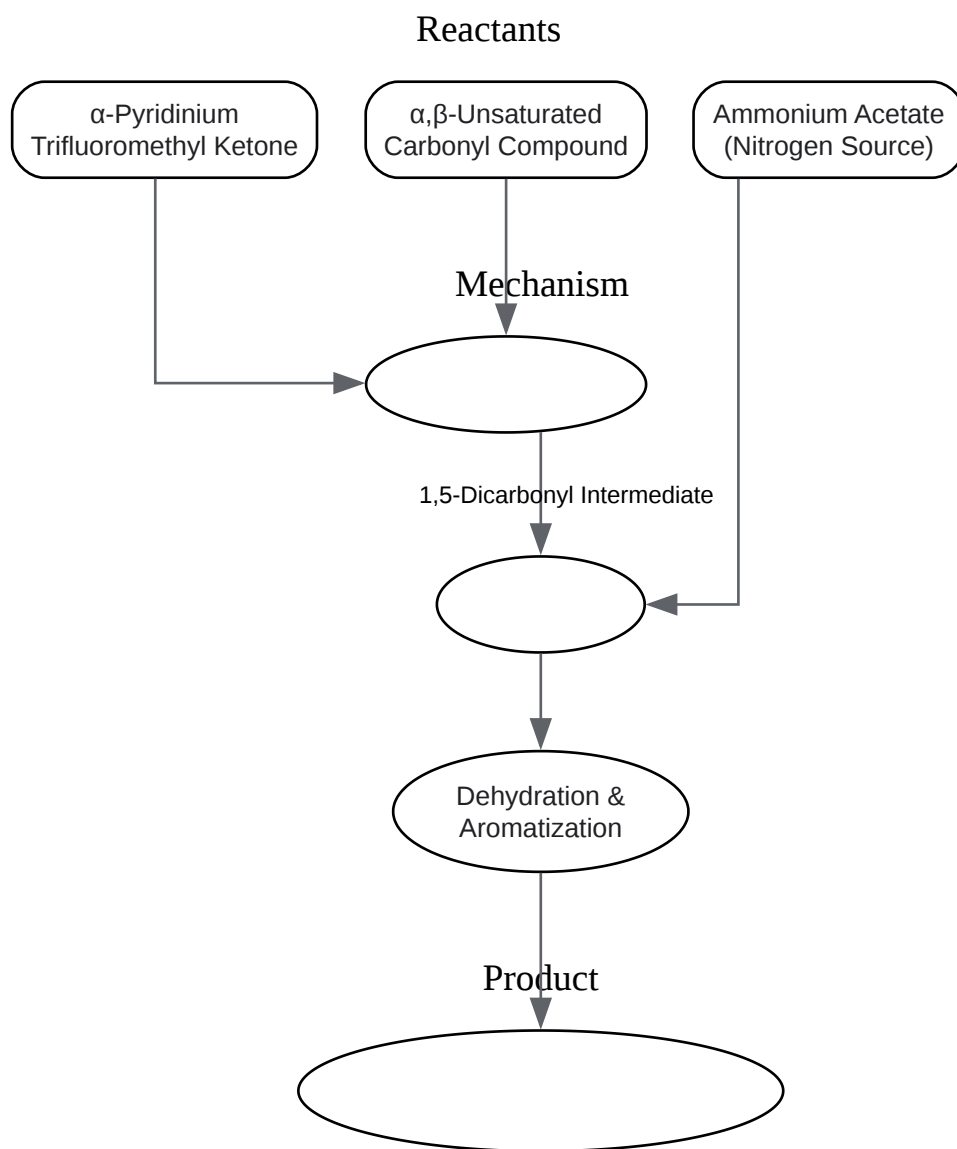 Reactants
α-Pyridinium
Trifluoromethyl Ketone
α,β-Unsaturated
Carbonyl Compound
Ammonium Acetate
(Nitrogen Source)
Mechanism
1,5-Dicarbonyl Intermediate
Dehydration &
Aromatization
Product